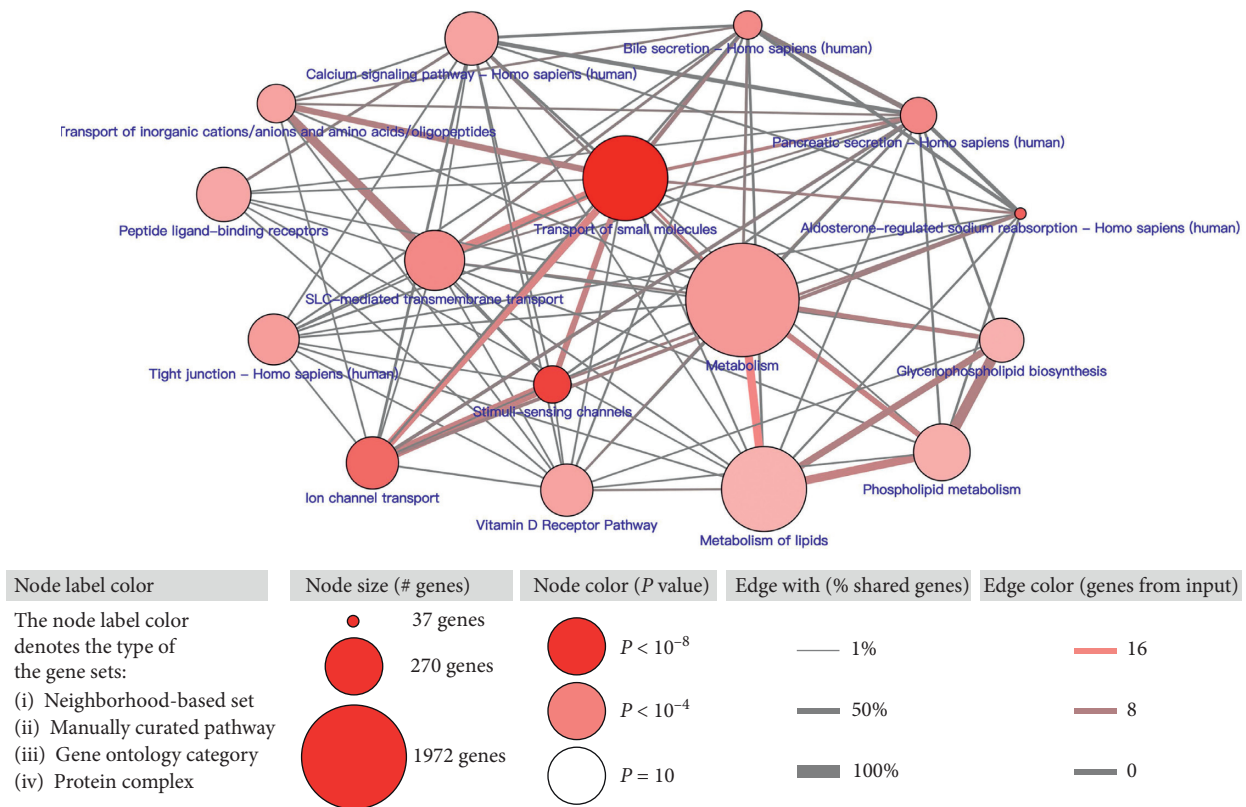 Bile secretion – Homo sapiens (human)
Calcium signaling pathway – Homo sapiens (human)
Transport of inorganic cations/anions and amino acids/oligopeptides
Pancreatic secretion – Homo sapiens (human)
Peptide ligand–binding receptors
Transport of small molecules
Aldosterone–regulated sodium reabsorption – Homo sapiens (human)
SLC–mediated transmembrane transport
Tight junction – Homo sapiens (human)
Metabolism
Glycerophospholipid biosynthesis
Stimuli–sensing channels
Ion channel transport
Phospholipid metabolism
Vitamin D Receptor Pathway
Metabolism of lipids
Node label color
The node label color
denotes the type of
the gene sets:
(i) Neighborhood-based set
(ii) Manually curated pathway
(iii) Gene ontology category
(iv) Protein complex
Node size (# genes)
37 genes
270 genes
1972 genes
Node color (P value)
P < 10⁻⁸
P < 10⁻⁴
P = 10
Edge with (% shared genes)
1%
50%
100%
Edge color (genes from input)
16
8
0